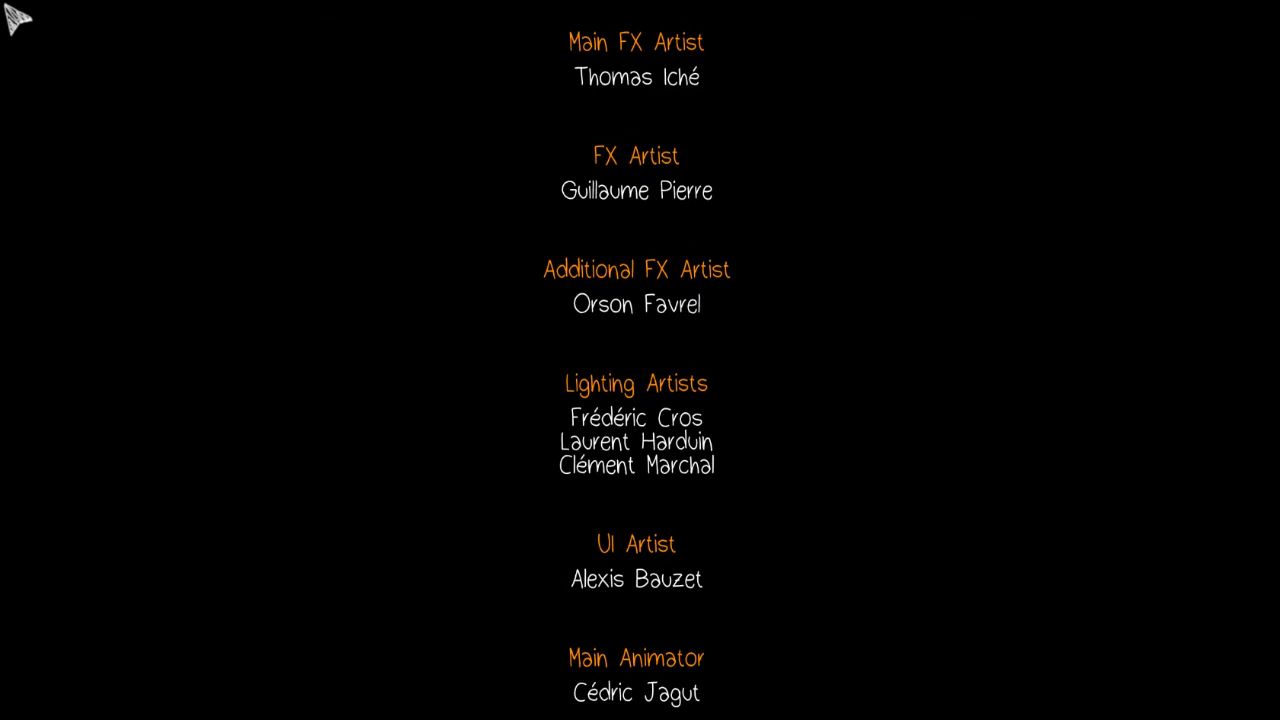 Main FX Artist
Thomas Iché
FX Artist
Guillaume Pierre
Additional FX Artist
Orson Favrel
Lighting Artists
Frédéric Cros
Laurent Harduin
Clément Marchal
UI Artist
Alexis Bauzet
Main Animator
Cédric Jagut